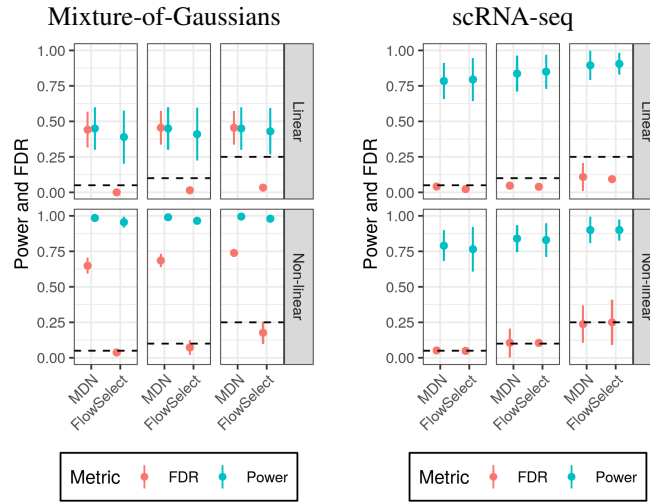 Mixture-of-Gaussians
Power and FDR
1.00
0.75
0.50
0.25
0.00
Linear
1.00
0.75
0.50
0.25
0.00
Non-linear
MDN
FlowSelect
MDN
FlowSelect
MDN
FlowSelect
Metric FDR Power
scRNA-seq
Power and FDR
1.00
0.75
0.50
0.25
0.00
Linear
1.00
0.75
0.50
0.25
0.00
Non-linear
MDN
FlowSelect
MDN
FlowSelect
MDN
FlowSelect
Metric FDR Power